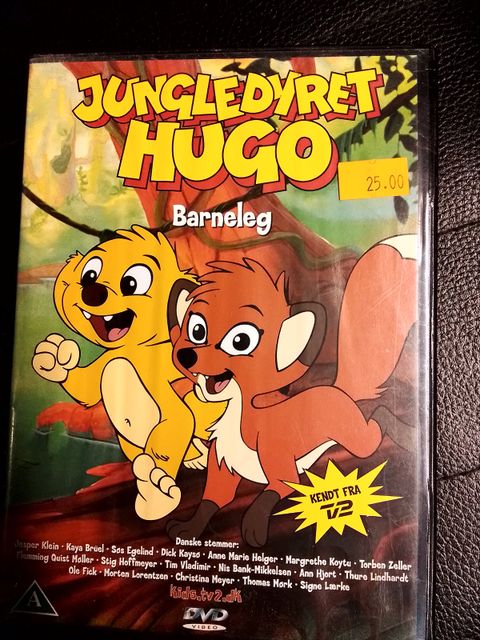 JUNGLEDYRET
HUGO
25.00
Barneleg
KENDT FRA
TV2
Danske stemmer:
Jesper Klein · Kaya Brüel · Søs Egelind · Dick Kaysø · Anne Marie Helger · Margrethe Koytu · Torben Zeller
Flemming Quist Møller · Stig Hoffmeyer · Tim Vladimir · Nis Bank-Mikkelsen · Ann Hjort · Thure Lindhardt
Ole Fick · Morten Lorentzen · Christina Meyer · Thomas Mørk · Signe Lærke
kids.tv2.dk
A
DVD
VIDEO